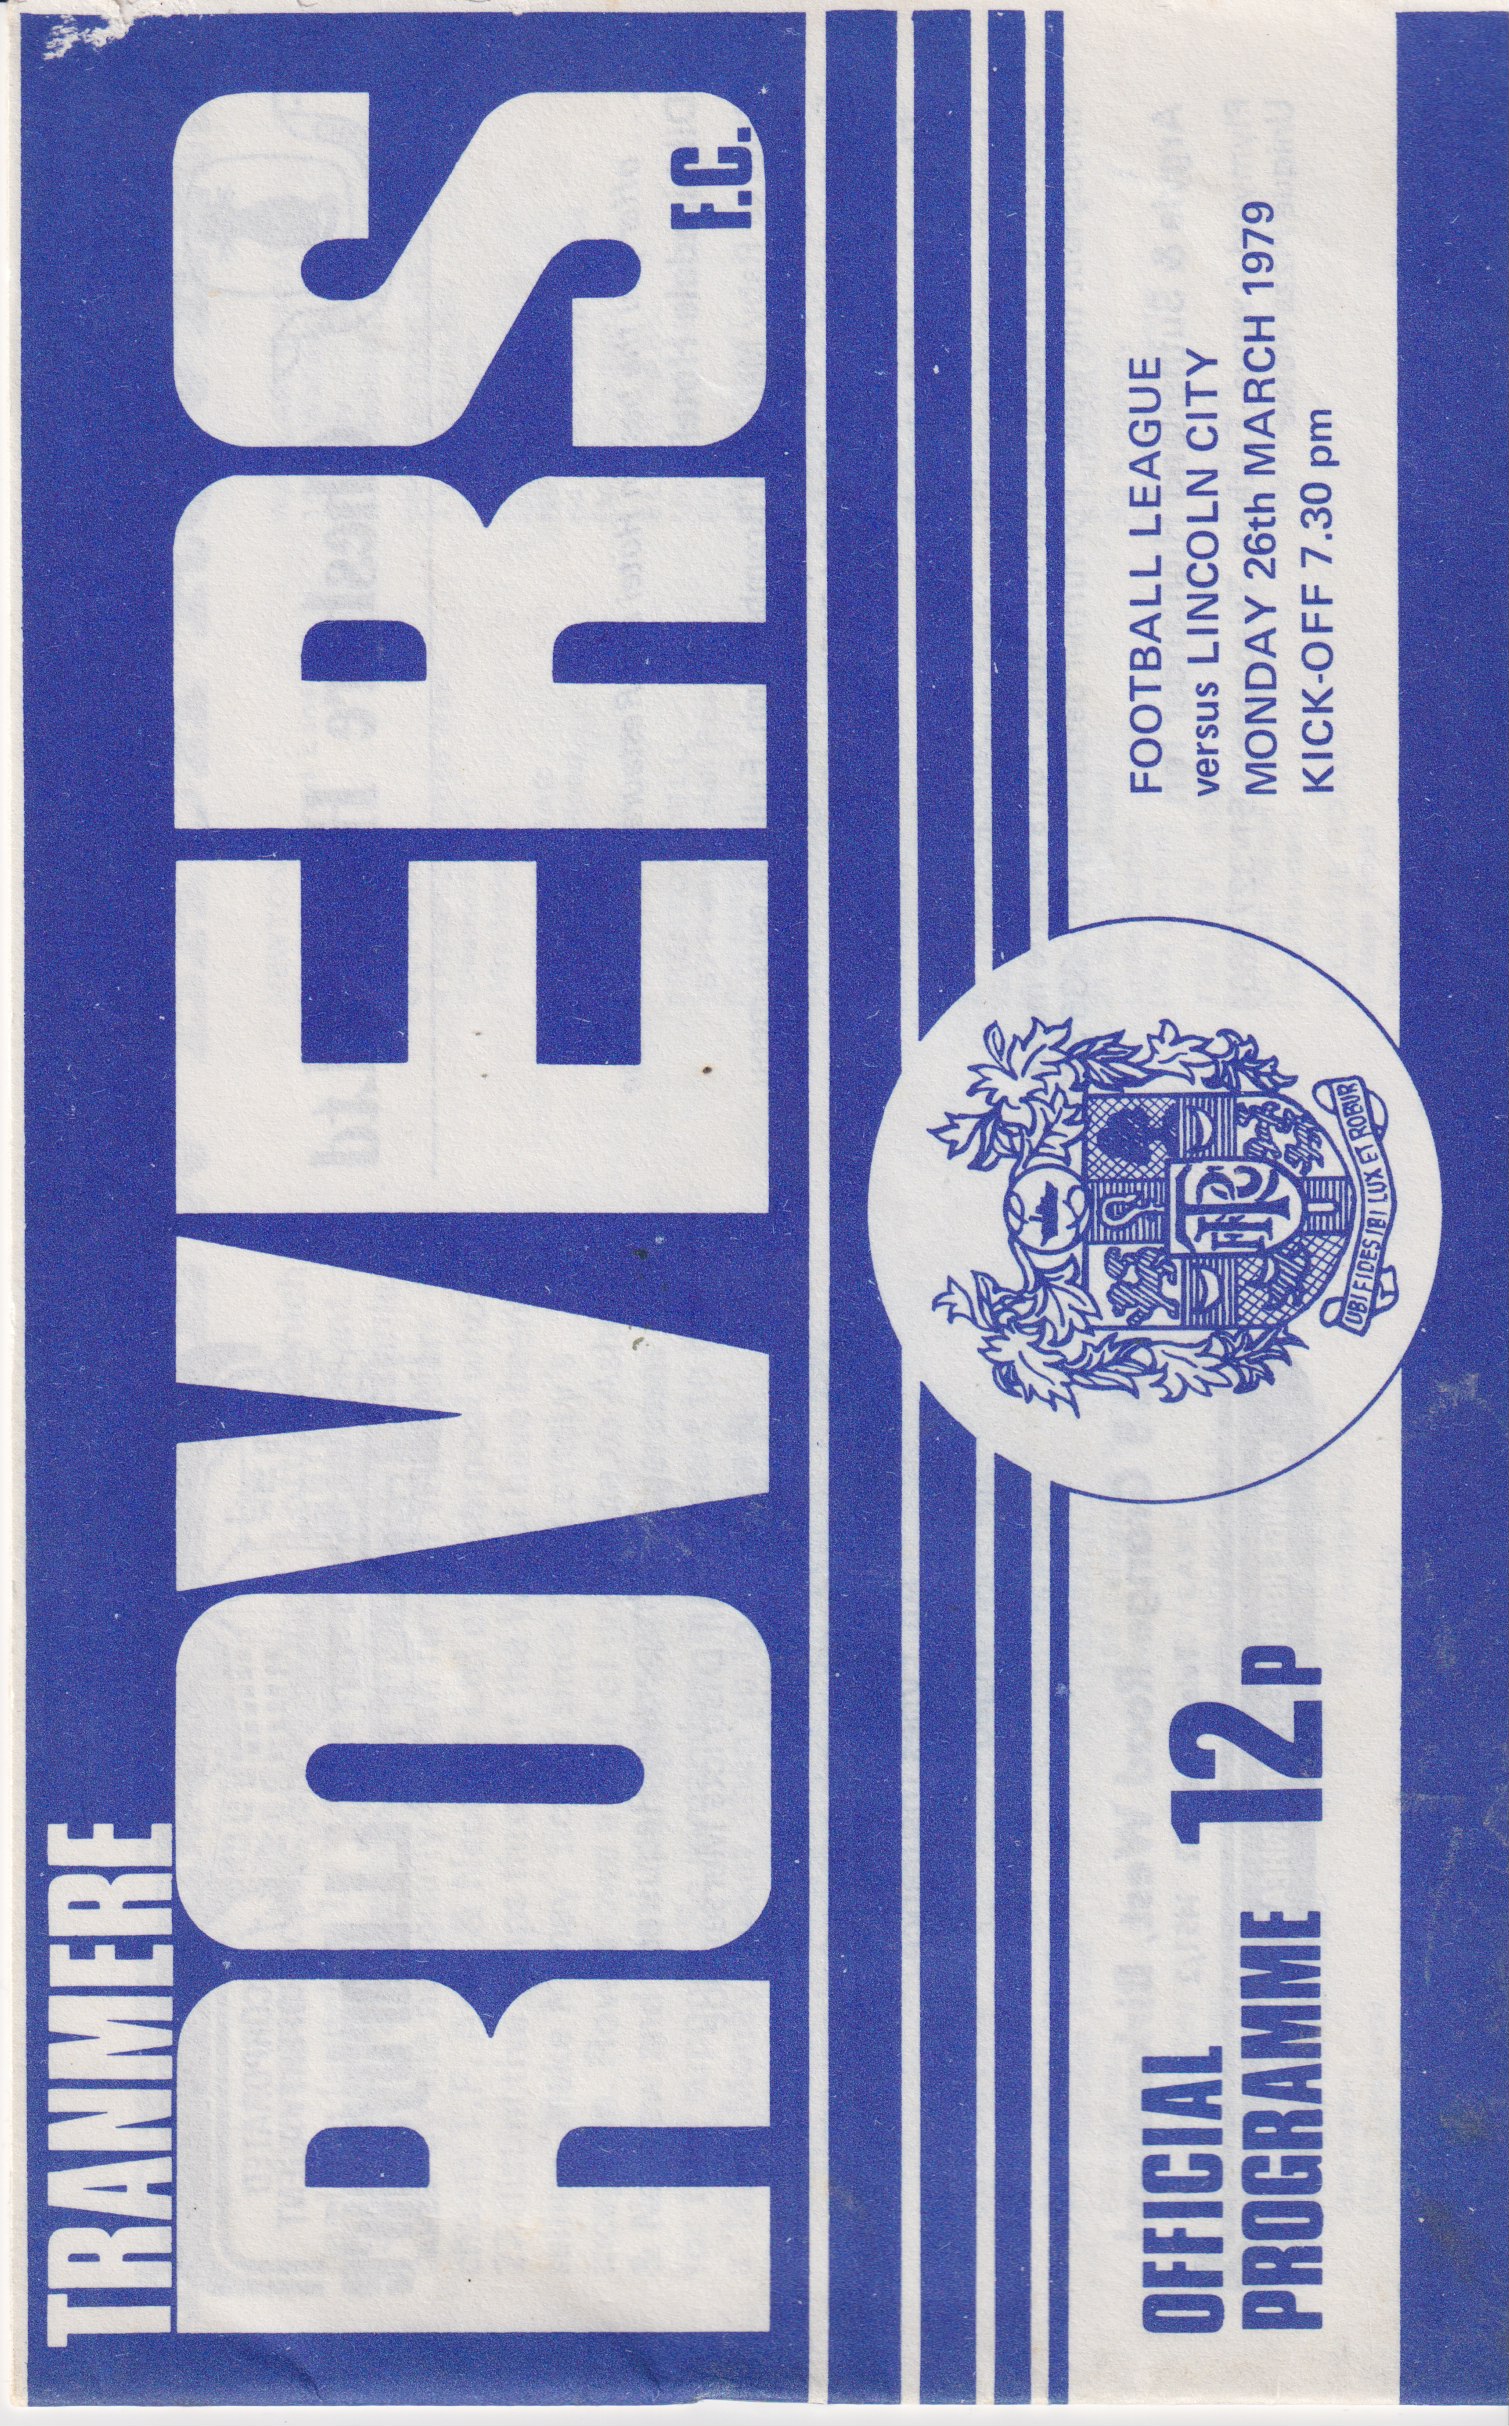 TRANMERE
ROVERS
F.C.
OFFICIAL
PROGRAMME 12p
UBI FIDES IBI LUX ET ROBUR
TRFC
FOOTBALL LEAGUE
versus LINCOLN CITY
MONDAY 26th MARCH 1979
KICK-OFF 7.30 pm